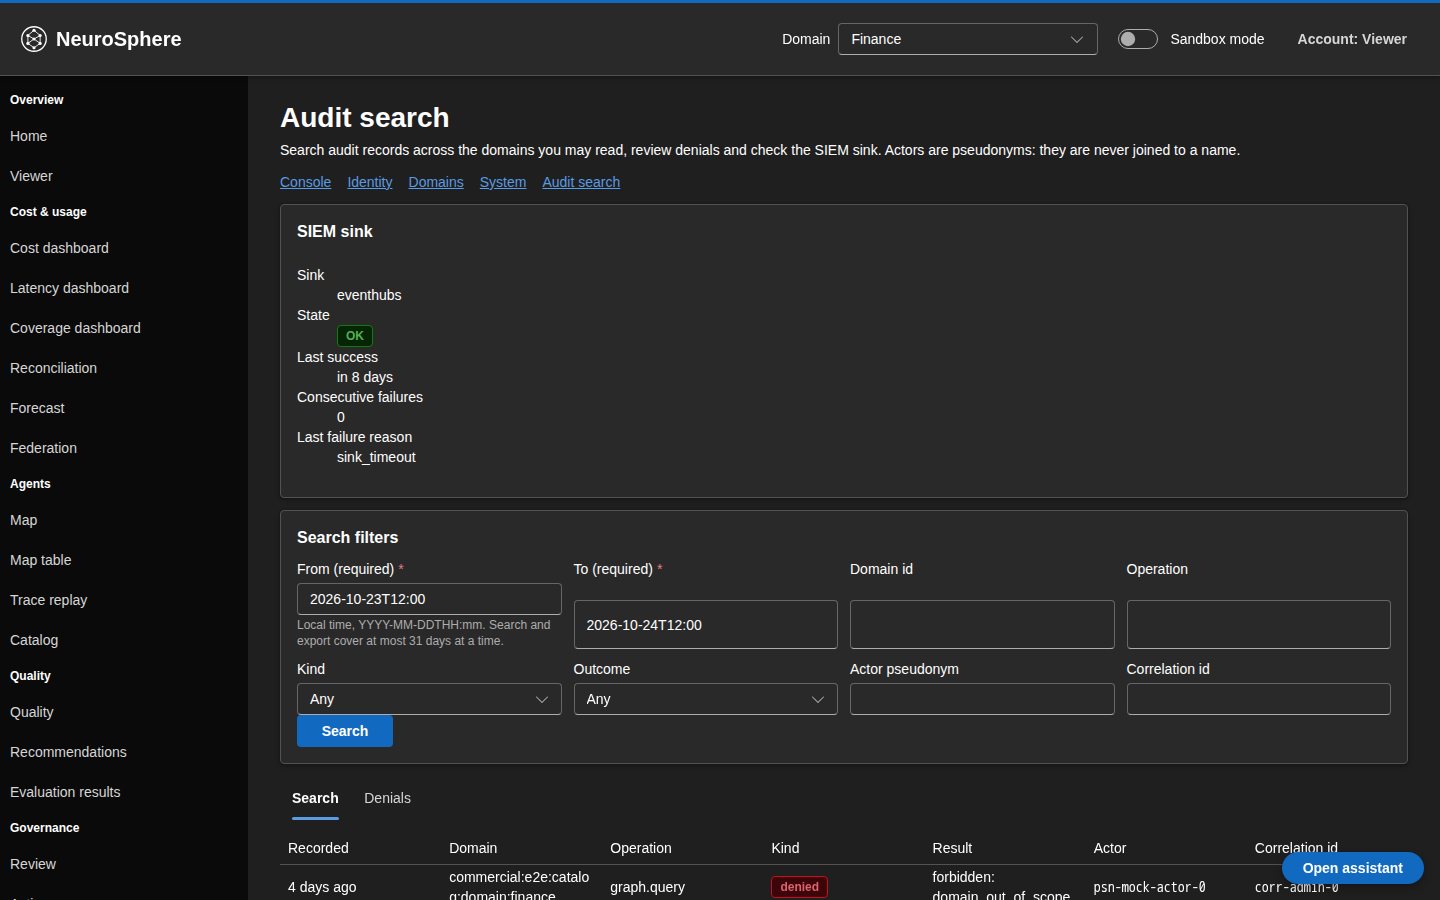 NeuroSphere
Domain
Finance
Sandbox mode
Account: Viewer
Overview
Home
Viewer
Cost & usage
Cost dashboard
Latency dashboard
Coverage dashboard
Reconciliation
Forecast
Federation
Agents
Map
Map table
Trace replay
Catalog
Quality
Quality
Recommendations
Evaluation results
Governance
Review
Audit search
Search audit records across the domains you may read, review denials and check the SIEM sink. Actors are pseudonyms: they are never joined to a name.
Console Identity Domains System Audit search
SIEM sink
Sink
eventhubs
State
OK
Last success
in 8 days
Consecutive failures
0
Last failure reason
sink_timeout
Search filters
From (required) *
2026-10-23T12:00
Local time, YYYY-MM-DDTHH:mm. Search and
export cover at most 31 days at a time.
To (required) *
2026-10-24T12:00
Domain id
Operation
Kind
Any
Outcome
Any
Actor pseudonym
Correlation id
Search
Search Denials
Recorded Domain Operation Kind Result Actor Correlation id
4 days ago
commercial:e2e:catalo
g:domain:finance
graph.query
denied
forbidden:
domain_out_of_scope
psn-mock-actor-0
corr-admin-0
Open assistant